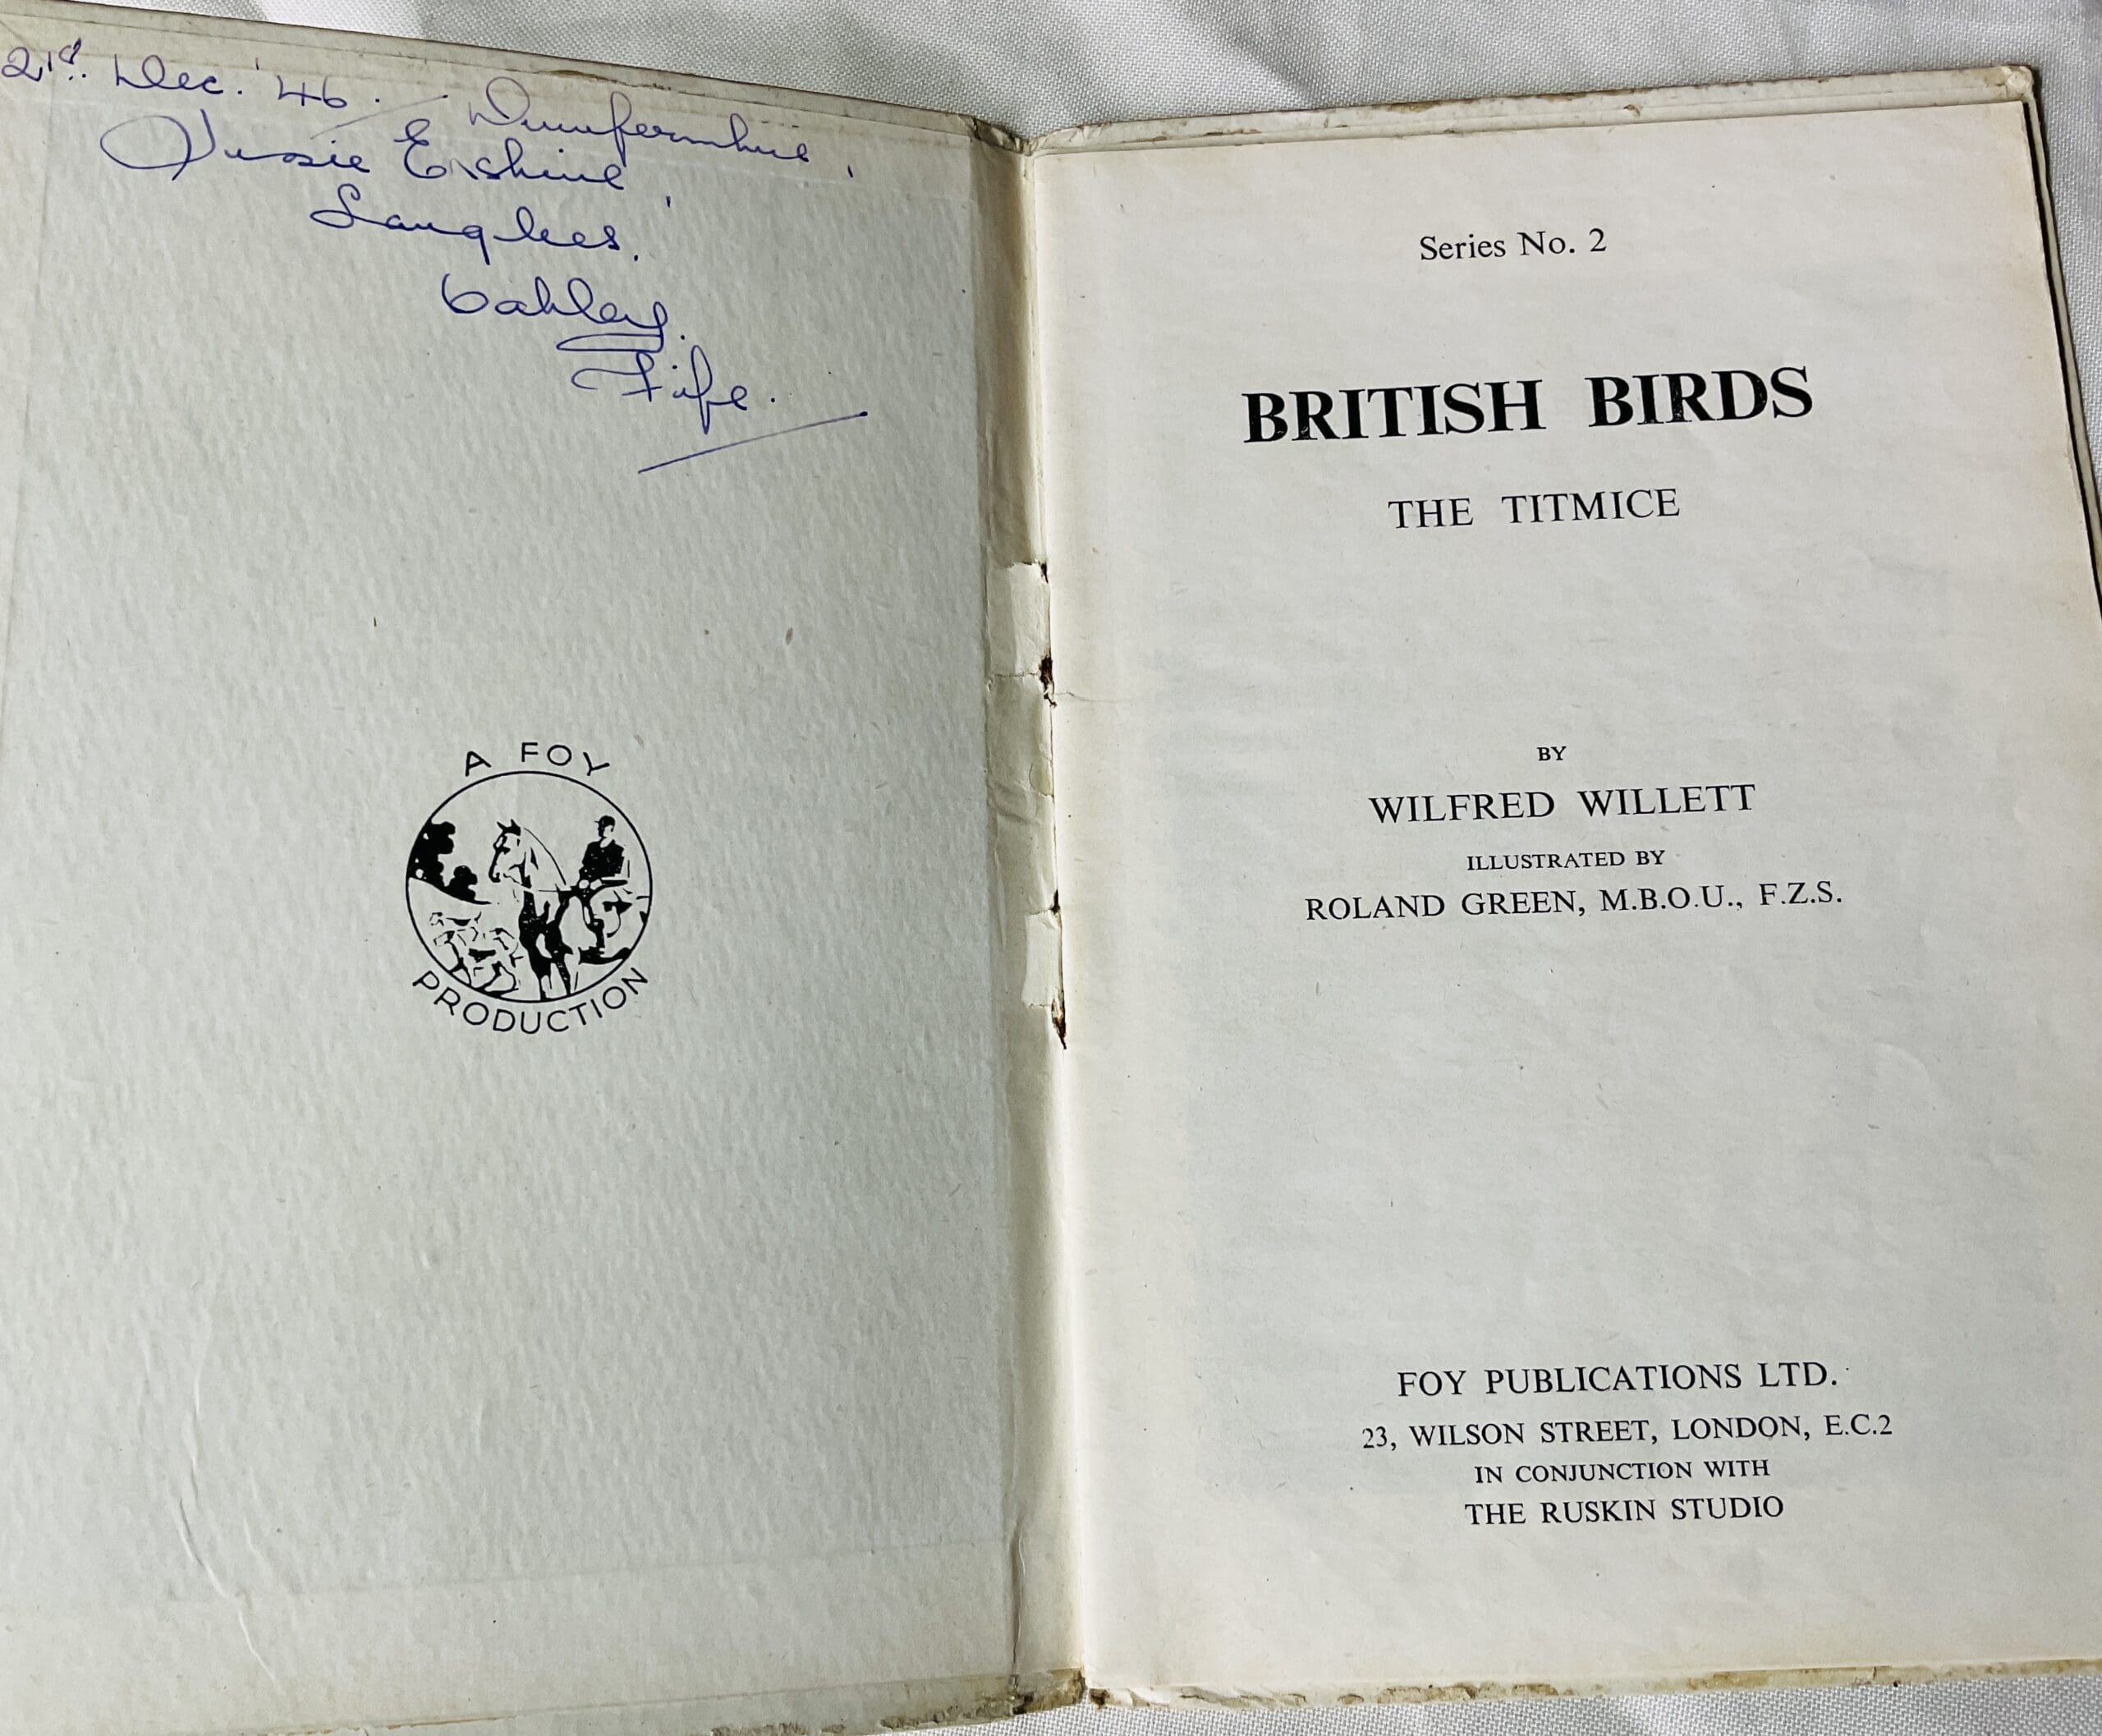 21st. Dec. '46. Dunfermline,
Jessie Erskine,
Langlees,
Oakley.
Fife.
A FOY
PRODUCTION
Series No. 2
BRITISH BIRDS
THE TITMICE
BY
WILFRED WILLETT
ILLUSTRATED BY
ROLAND GREEN, M.B.O.U., F.Z.S.
FOY PUBLICATIONS LTD.
23, WILSON STREET, LONDON, E.C.2
IN CONJUNCTION WITH
THE RUSKIN STUDIO